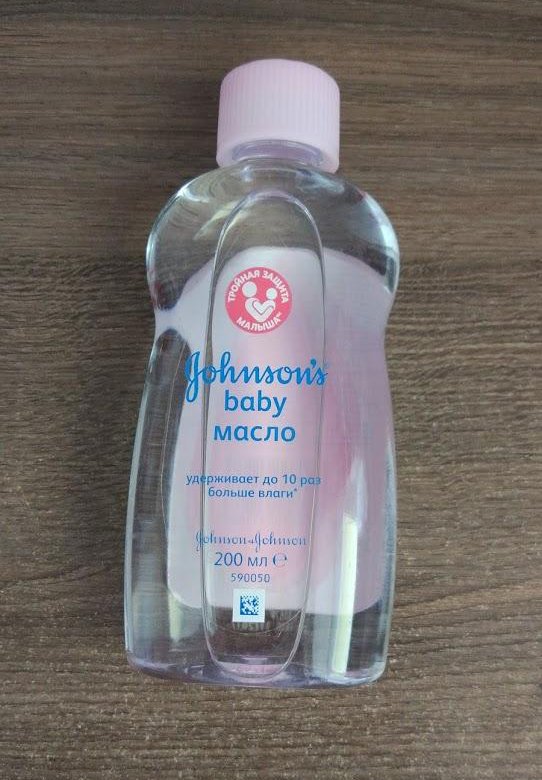 ТРОЙНАЯ ЗАЩИТА
МАЛЫША
Johnson's
baby
масло
удерживает до 10 раз
больше влаги*
Johnson & Johnson
200 мл ℮
590050